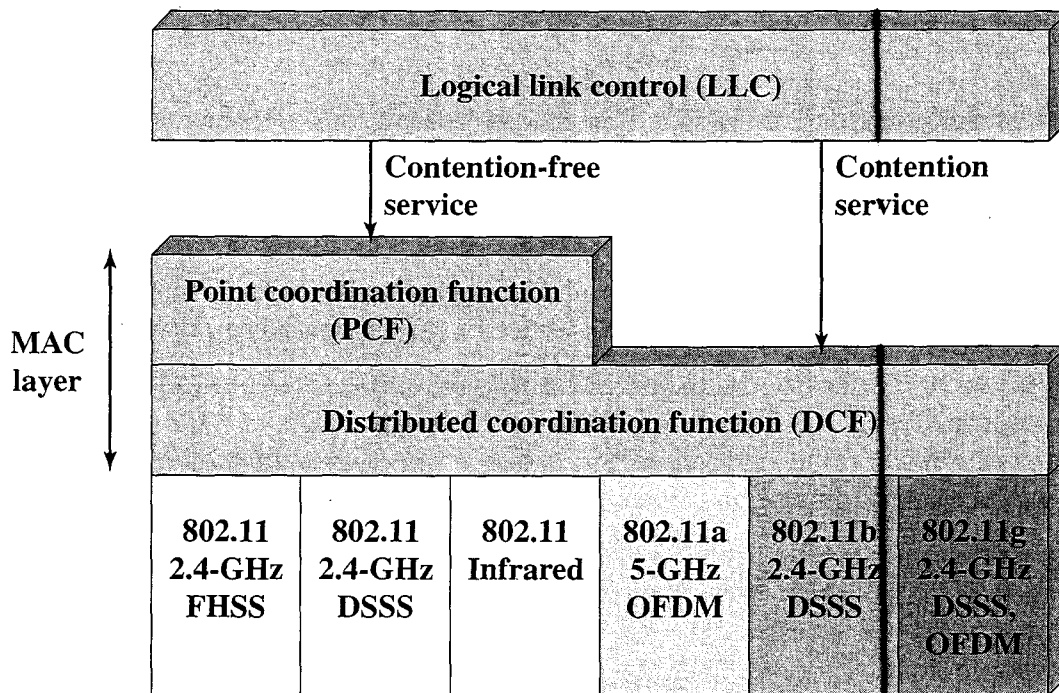 Logical link control (LLC)
Contention-free
service
Contention
service
Point coordination function
(PCF)
MAC
layer
Distributed coordination function (DCF)
802.11
2.4-GHz
FHSS
802.11
2.4-GHz
DSSS
802.11
Infrared
802.11a
5-GHz
OFDM
802.11b
2.4-GHz
DSSS
802.11g
2.4-GHz
DSSS,
OFDM